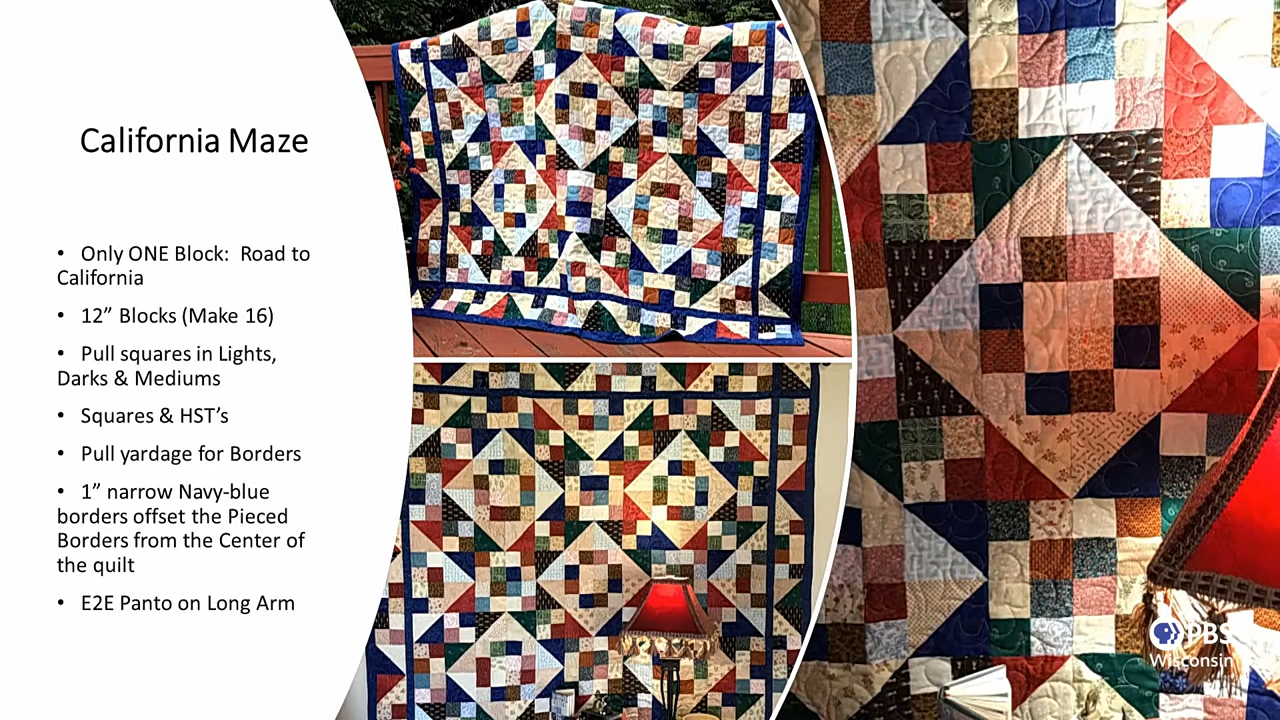 California Maze
• Only ONE Block:  Road to
California
• 12” Blocks (Make 16)
• Pull squares in Lights,
Darks & Mediums
• Squares & HST’s
• Pull yardage for Borders
• 1” narrow Navy-blue
borders offset the Pieced
Borders from the Center of
the quilt
• E2E Panto on Long Arm
PBS
Wisconsin